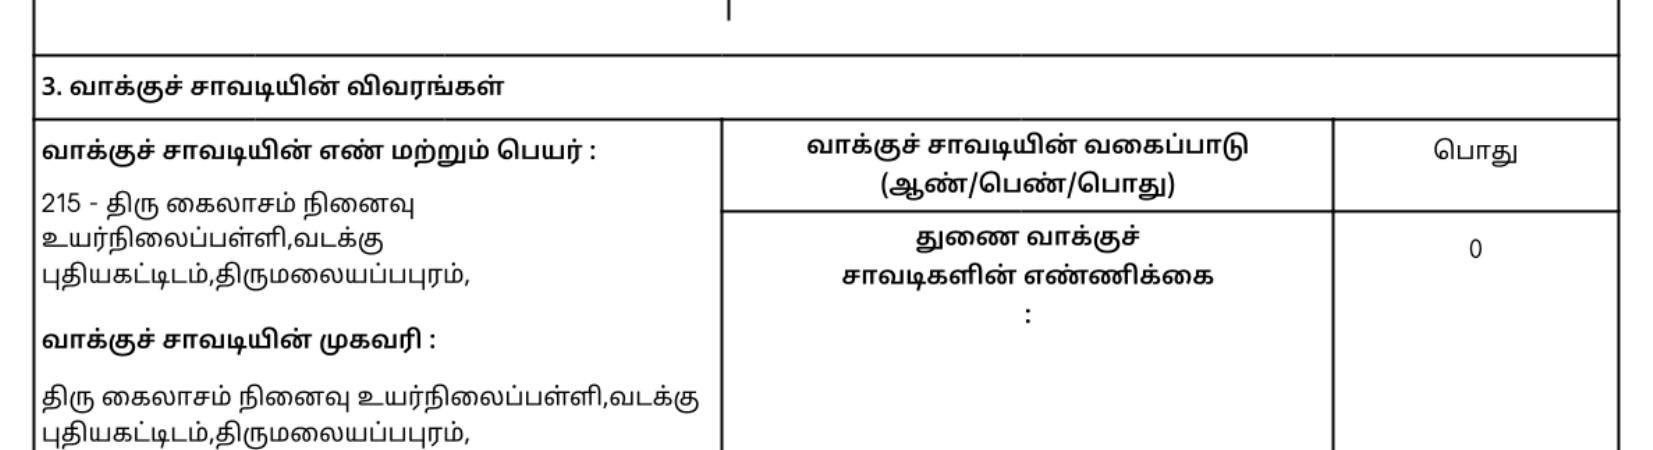 3. வாக்குச் சாவடியின் விவரங்கள்
வாக்குச் சாவடியின் எண் மற்றும் பெயர் :
215 - திரு கைலாசம் நினைவு
உயர்நிலைப்பள்ளி,வடக்கு
புதியகட்டிடம்,திருமலையப்பபுரம்,
வாக்குச் சாவடியின் முகவரி :
திரு கைலாசம் நினைவு உயர்நிலைப்பள்ளி,வடக்கு
புதியகட்டிடம்,திருமலையப்பபுரம்,
வாக்குச் சாவடியின் வகைப்பாடு
(ஆண்/பெண்/பொது)
பொது
துணை வாக்குச்
சாவடிகளின் எண்ணிக்கை
:
0